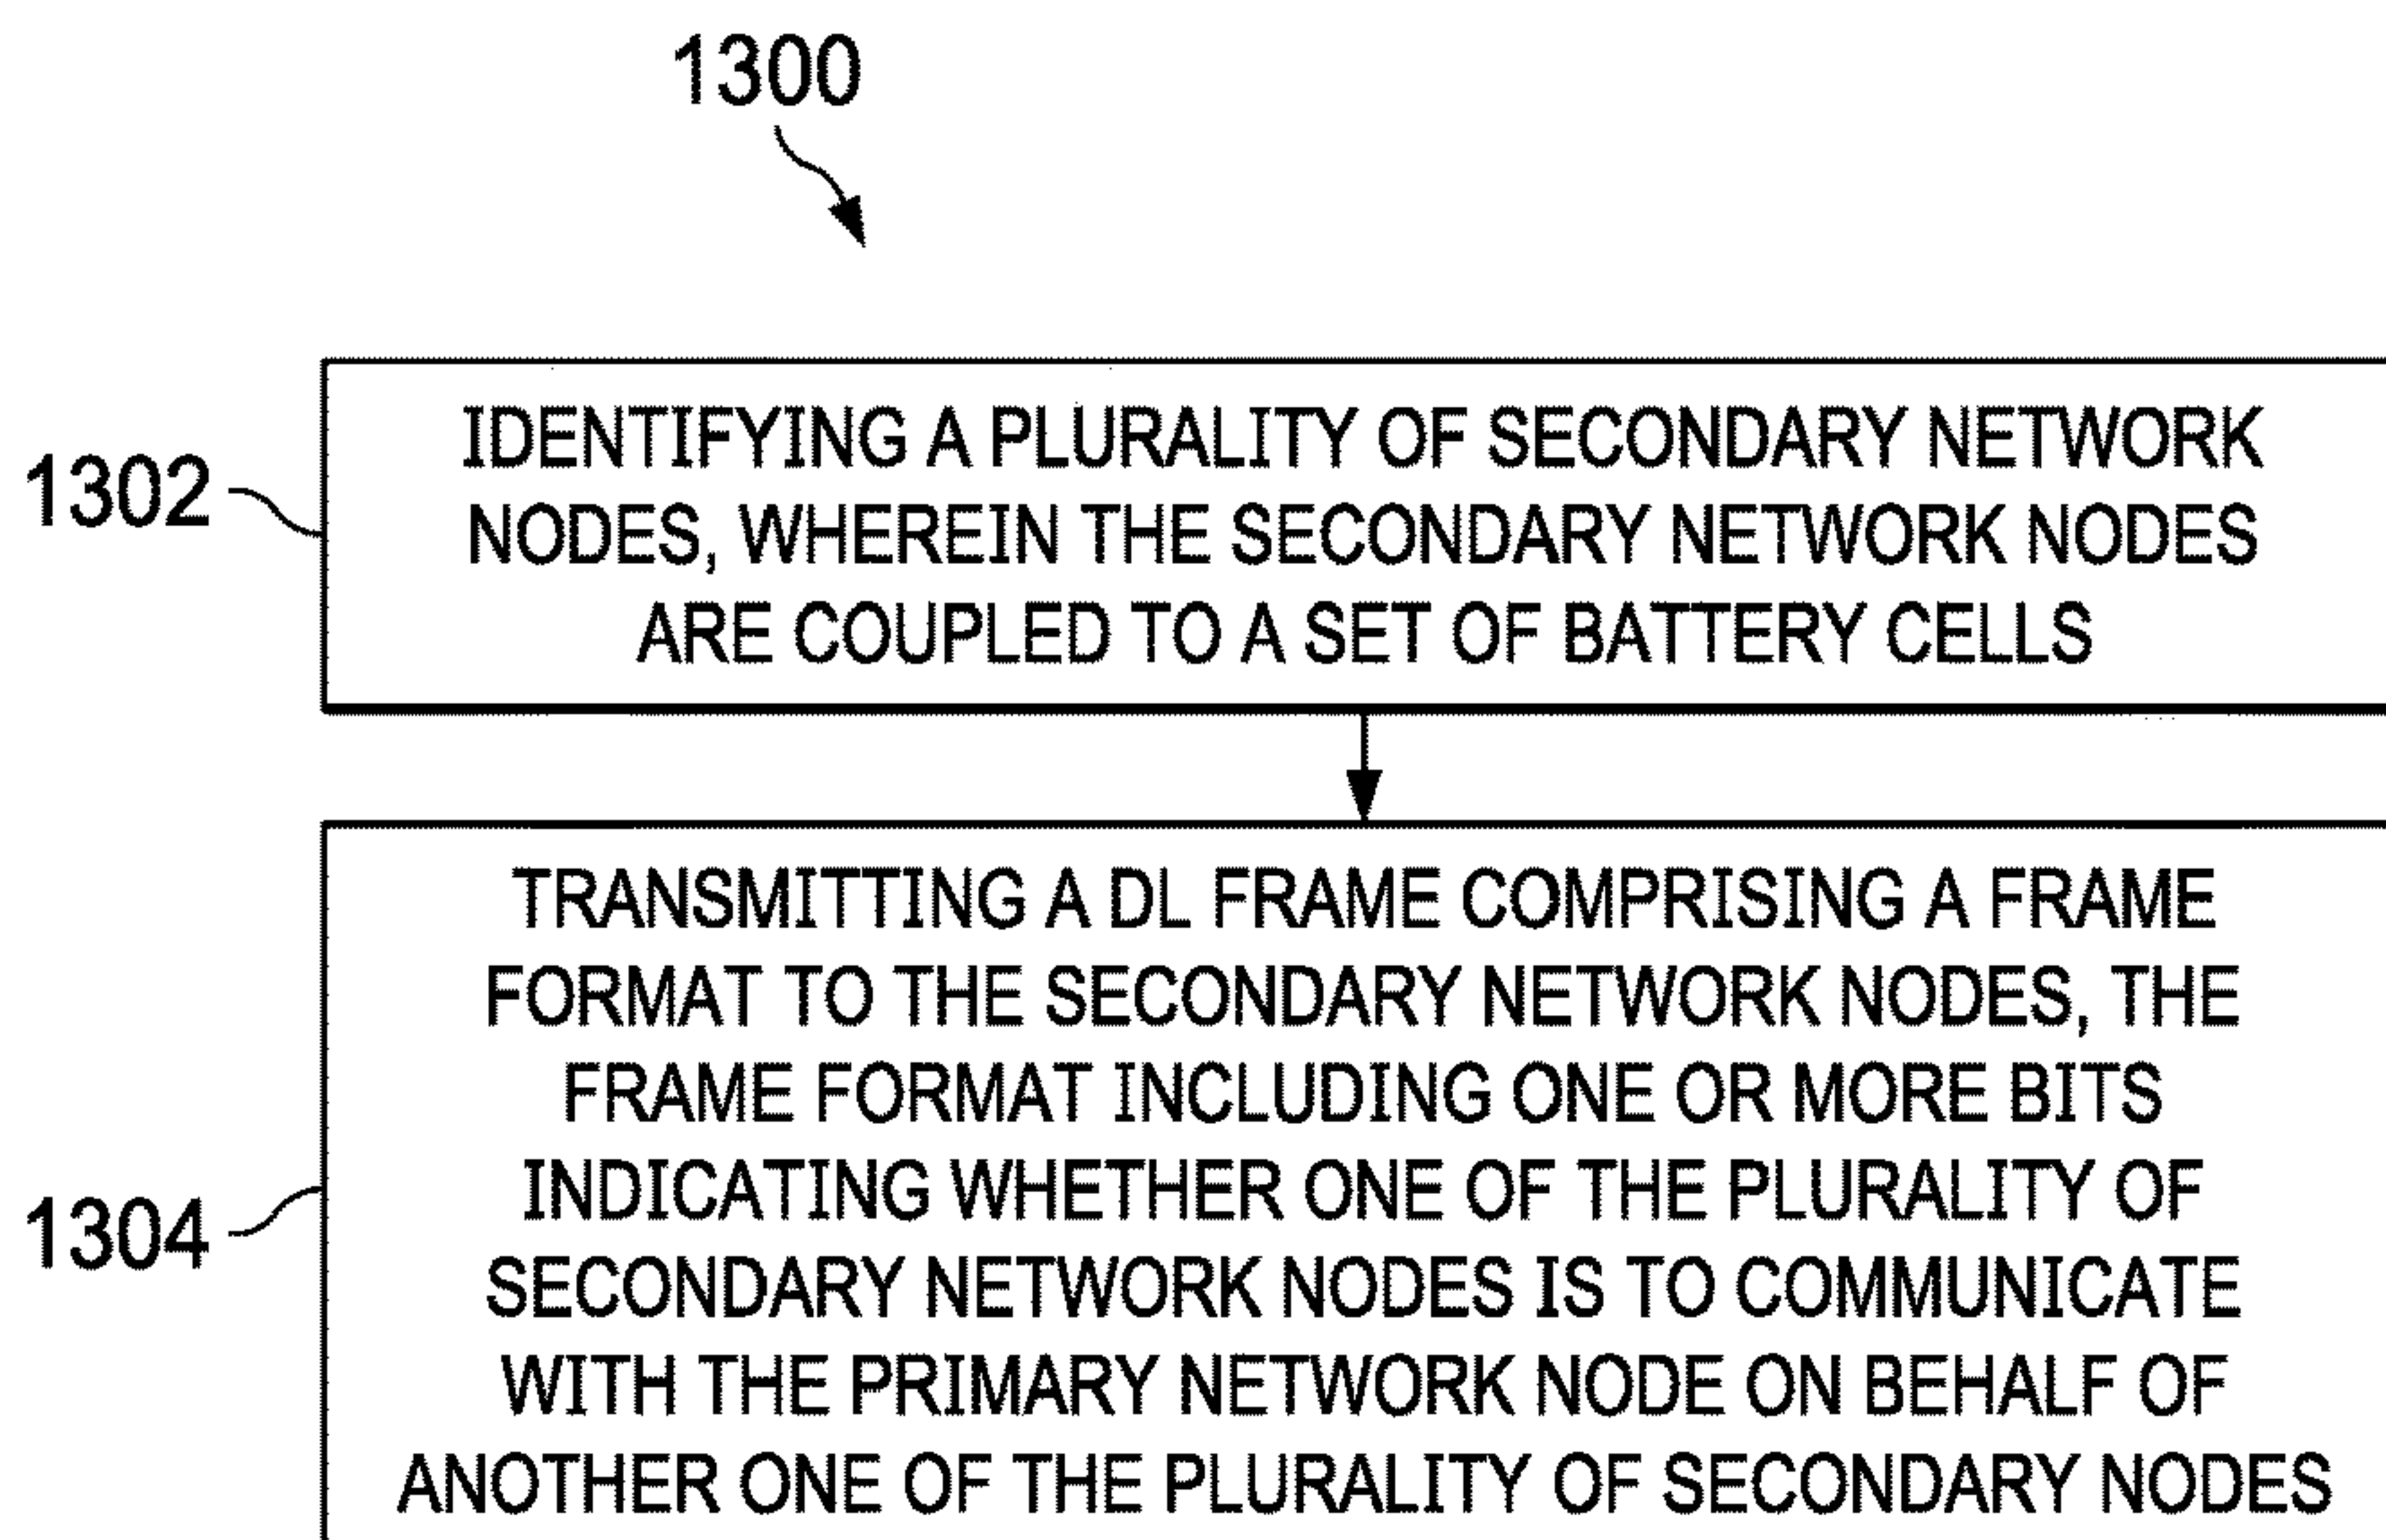 1300
1302
IDENTIFYING A PLURALITY OF SECONDARY NETWORK
NODES, WHEREIN THE SECONDARY NETWORK NODES
ARE COUPLED TO A SET OF BATTERY CELLS
1304
TRANSMITTING A DL FRAME COMPRISING A FRAME
FORMAT TO THE SECONDARY NETWORK NODES, THE
FRAME FORMAT INCLUDING ONE OR MORE BITS
INDICATING WHETHER ONE OF THE PLURALITY OF
SECONDARY NETWORK NODES IS TO COMMUNICATE
WITH THE PRIMARY NETWORK NODE ON BEHALF OF
ANOTHER ONE OF THE PLURALITY OF SECONDARY NODES